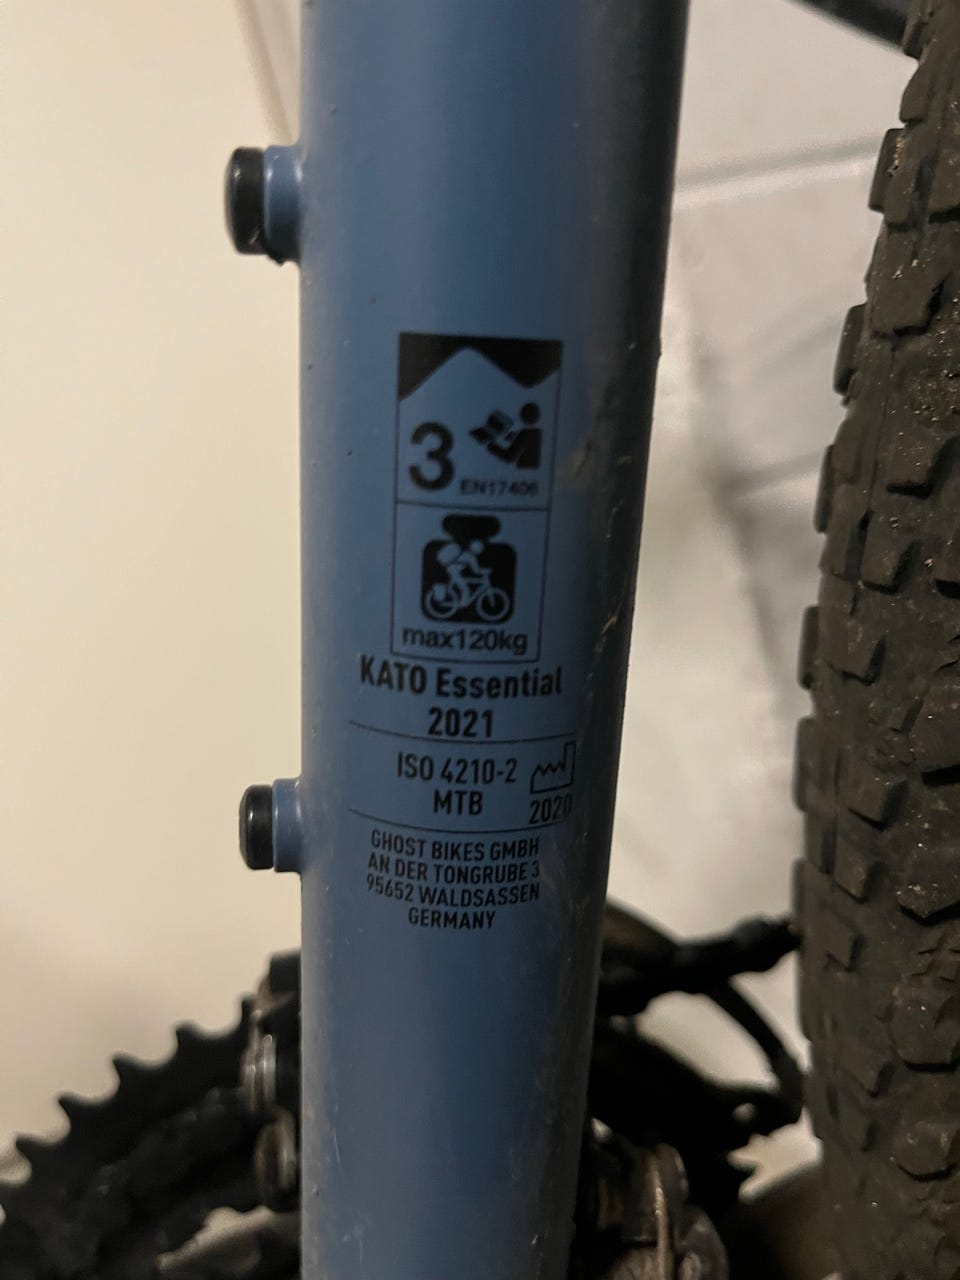 3
EN17406
max120kg
KATO Essential
2021
ISO 4210-2
MTB
2020
GHOST BIKES GMBH
AN DER TONGRUBE 3
95652 WALDSASSEN
GERMANY